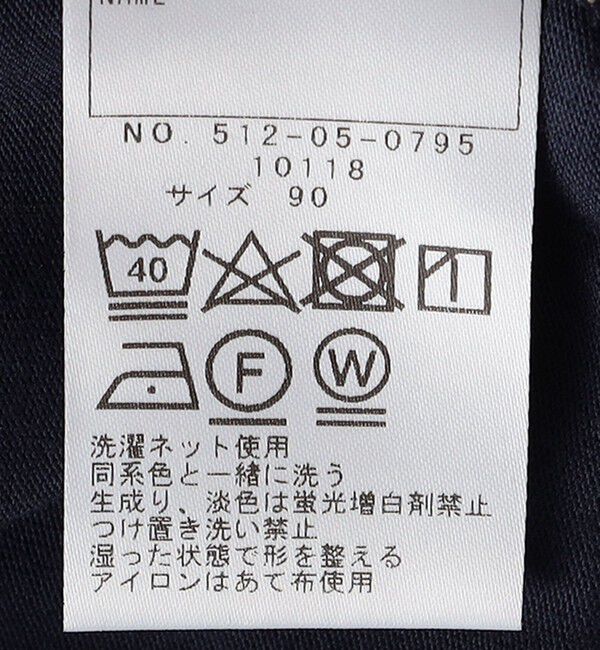 NAME
NO. 512-05-0795
10118
サイズ 90
40
F W
洗濯ネット使用
同系色と一緒に洗う
生成り、淡色は蛍光増白剤禁止
つけ置き洗い禁止
湿った状態で形を整える
アイロンはあて布使用